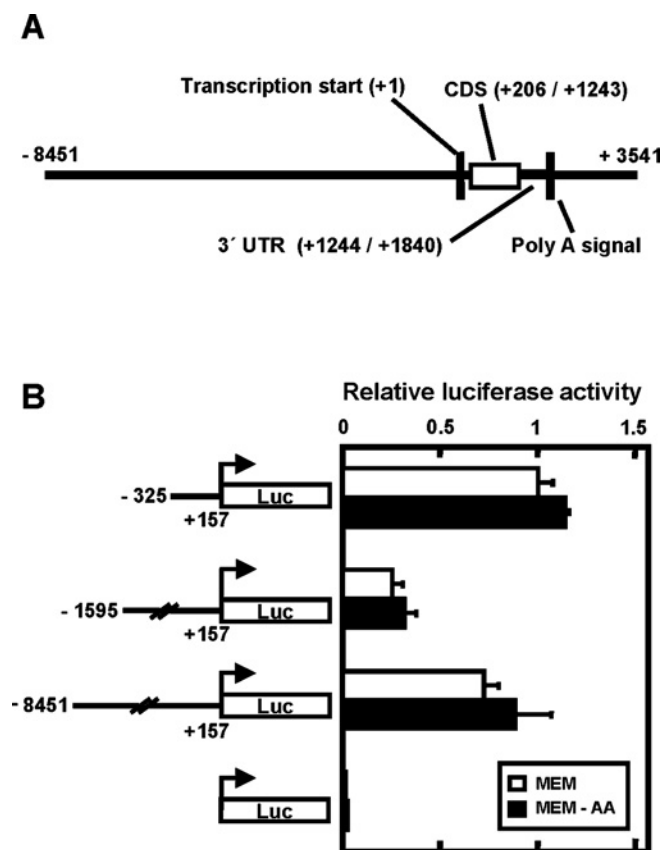 A
Transcription start (+1)
CDS (+206 / +1243)
- 8451
+ 3541
3´ UTR (+1244 / +1840)
Poly A signal
B
Relative luciferase activity
0 0.5 1 1.5
- 325
Luc
+157
- 1595
Luc
+157
- 8451
Luc
+157
Luc
MEM
MEM - AA